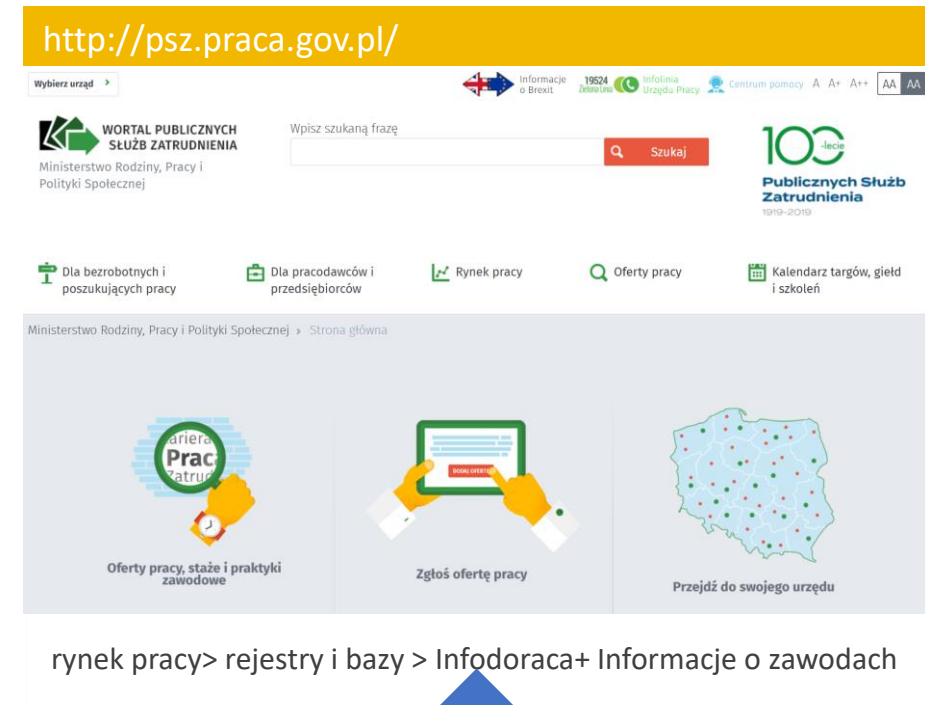 http://psz.praca.gov.pl/
Wybierz urząd
Informacje
o Brexit
19524
Zielona Linia
Infolinia
Urzędu Pracy
Centrum pomocy
A A+ A++ AA AA
WORTAL PUBLICZNYCH
SŁUŻB ZATRUDNIENIA
Ministerstwo Rodziny, Pracy i
Polityki Społecznej
Wpisz szukaną frazę
Szukaj
100-lecie
Publicznych Służb
Zatrudnienia
1919-2019
Dla bezrobotnych i
poszukujących pracy
Dla pracodawców i
przedsiębiorców
Rynek pracy
Oferty pracy
Kalendarz targów, giełd
i szkoleń
Ministerstwo Rodziny, Pracy i Polityki Społecznej » Strona główna
ariera
Praca
Zatrud
Oferty pracy, staże i praktyki
zawodowe
DODAJ OFERTĘ
Zgłoś ofertę pracy
Przejdź do swojego urzędu
rynek pracy> rejestry i bazy > Infodoraca+ Informacje o zawodach